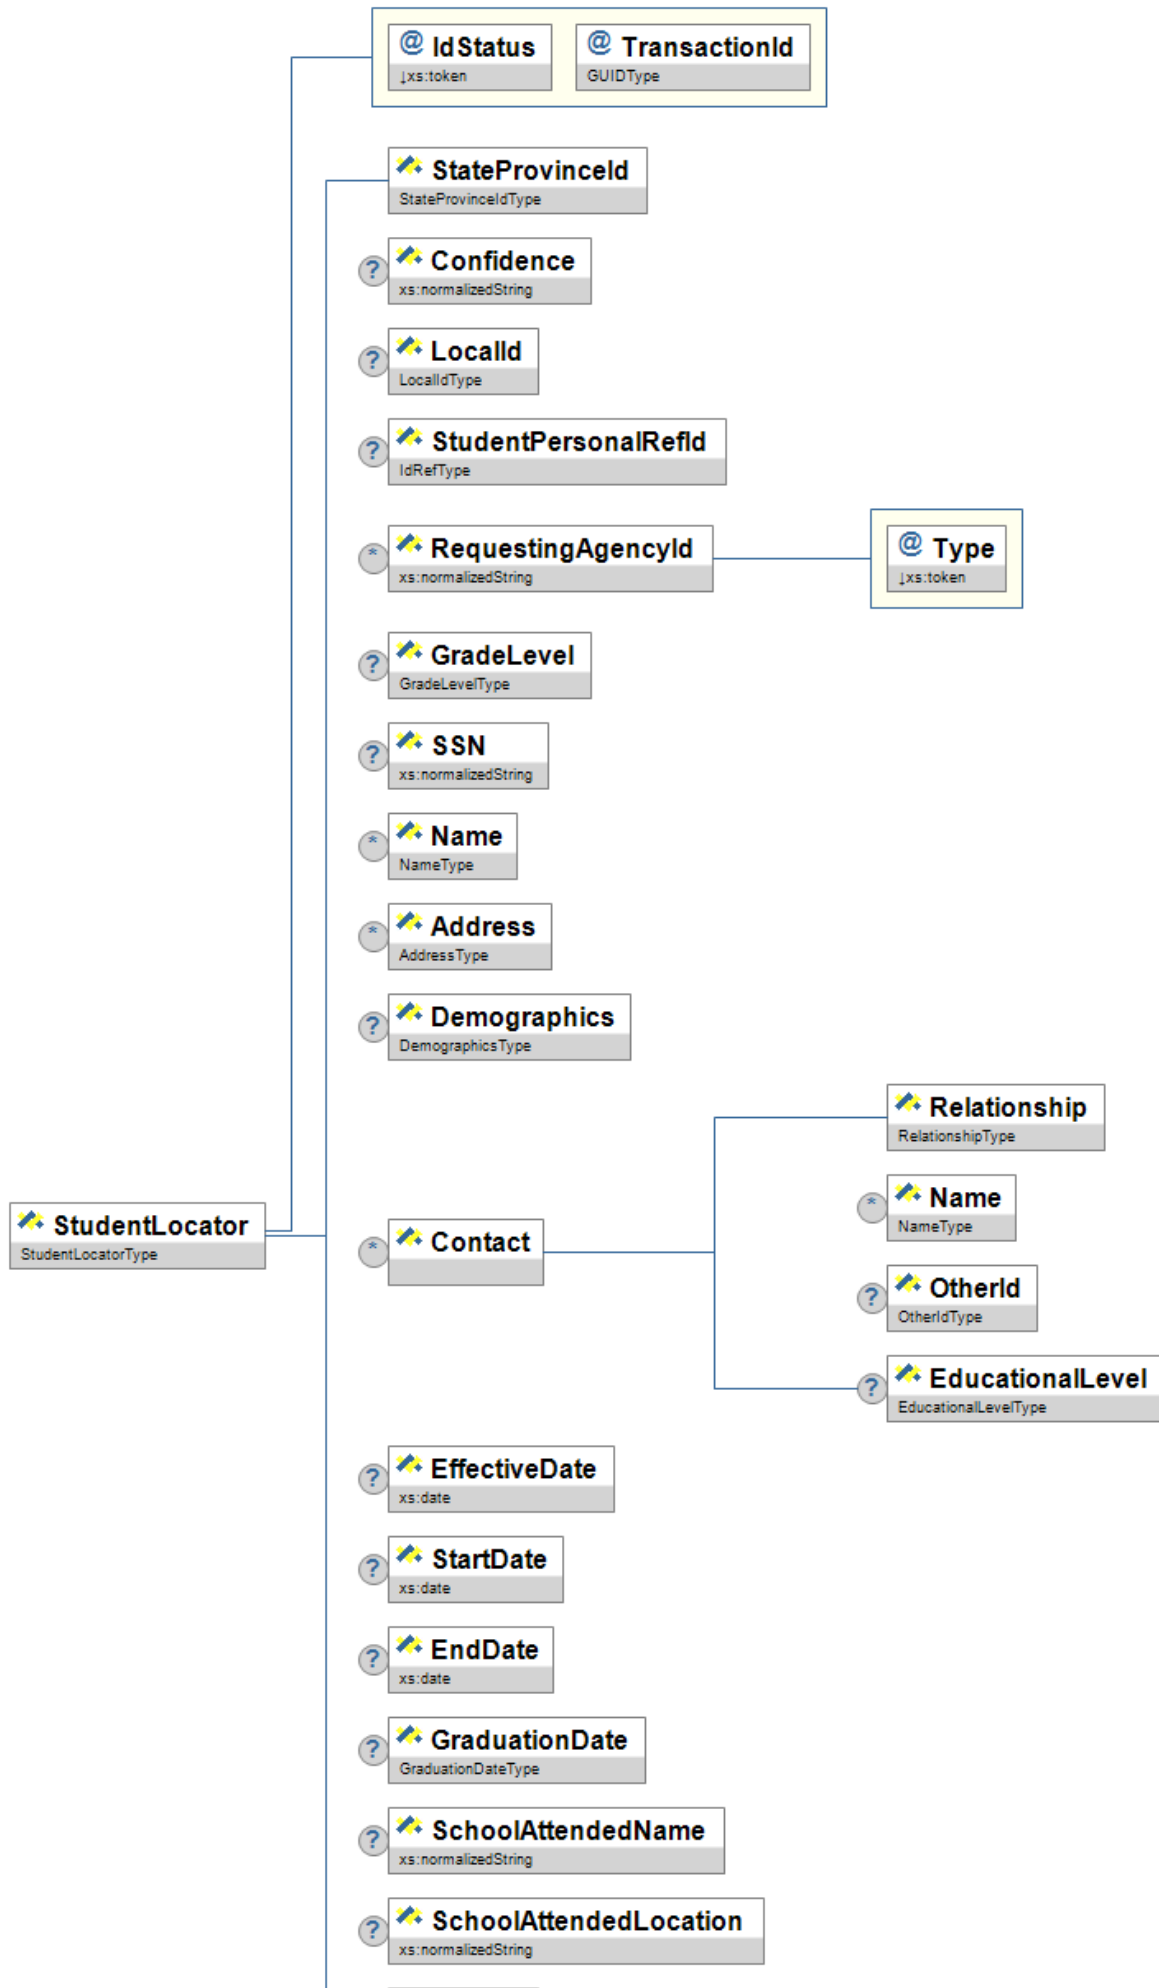 @ IdStatus
↓xs:token
@ TransactionId
GUIDType
StateProvinceId
StateProvinceIdType
? Confidence
xs:normalizedString
? LocalId
LocalIdType
? StudentPersonalRefId
IdRefType
* RequestingAgencyId
xs:normalizedString
@ Type
↓xs:token
? GradeLevel
GradeLevelType
? SSN
xs:normalizedString
* Name
NameType
* Address
AddressType
? Demographics
DemographicsType
StudentLocator
StudentLocatorType
* Contact
Relationship
RelationshipType
* Name
NameType
? OtherId
OtherIdType
? EducationalLevel
EducationalLevelType
? EffectiveDate
xs:date
? StartDate
xs:date
? EndDate
xs:date
? GraduationDate
GraduationDateType
? SchoolAttendedName
xs:normalizedString
? SchoolAttendedLocation
xs:normalizedString